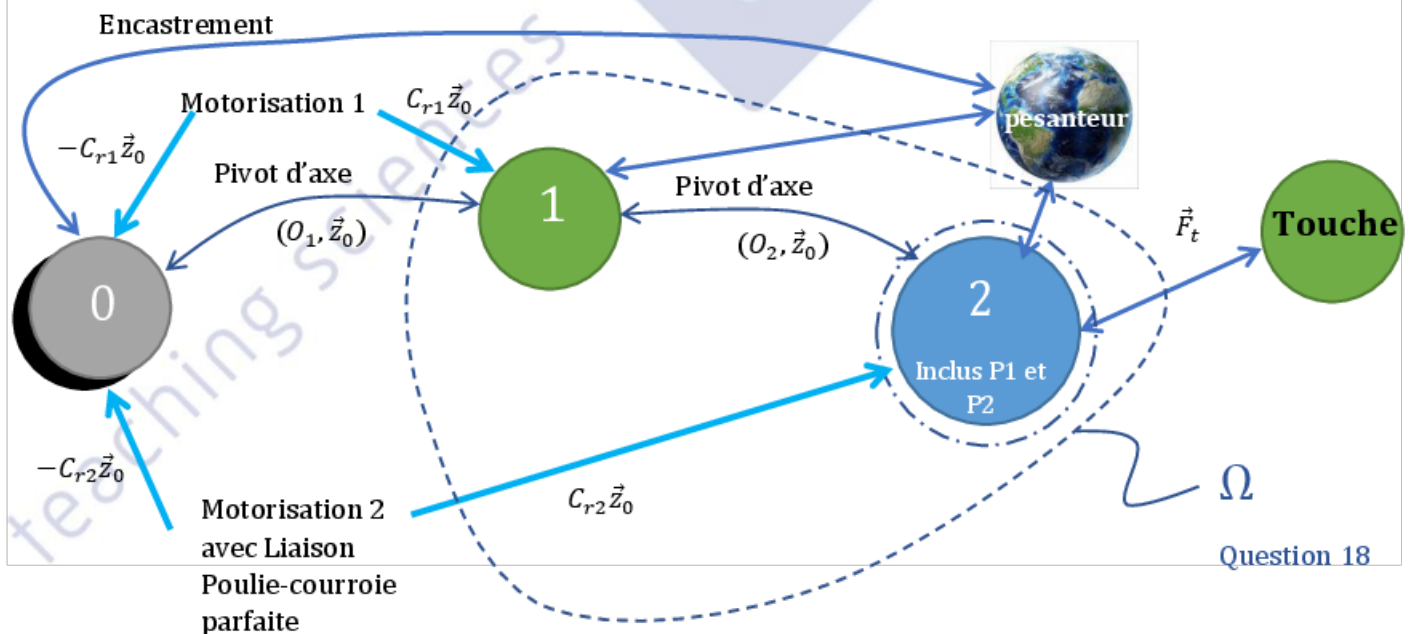 Encastrement
Motorisation 1
$C_{r1}\vec{z}_0$
$-C_{r1}\vec{z}_0$
Pivot d'axe
$(O_1, \vec{z}_0)$
1
Pivot d'axe
$(O_2, \vec{z}_0)$
pesanteur
$\vec{F}_t$
Touche
0
2
Inclus P1 et
P2
$-C_{r2}\vec{z}_0$
Motorisation 2
avec Liaison
Poulie-courroie
parfaite
$C_{r2}\vec{z}_0$
Ω
Question 18
teaching sciences